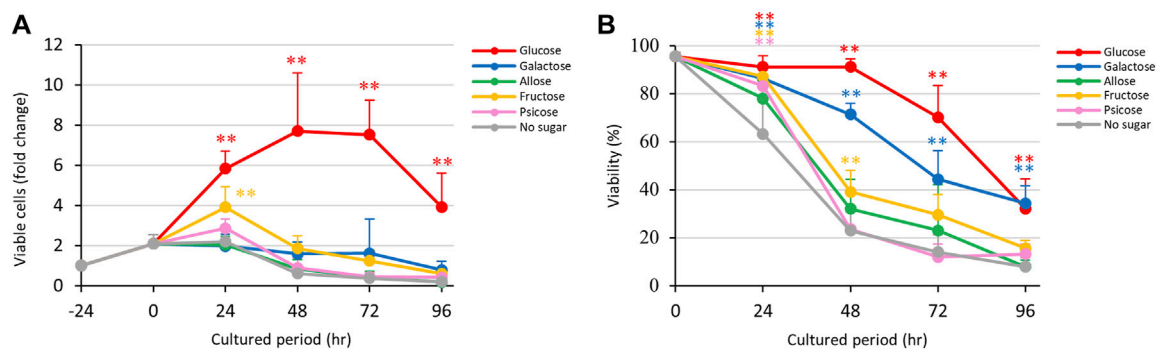 A
Viable cells (fold change)
12
10
8
6
4
2
0
-24 0 24 48 72 96
Cultured period (hr)
**
**
**
**
**
Glucose
Galactose
Allose
Fructose
Psicose
No sugar
B
Viability (%)
100
80
60
40
20
0
0 24 48 72 96
Cultured period (hr)
**
**
**
**
**
**
**
**
**
**
**
Glucose
Galactose
Allose
Fructose
Psicose
No sugar